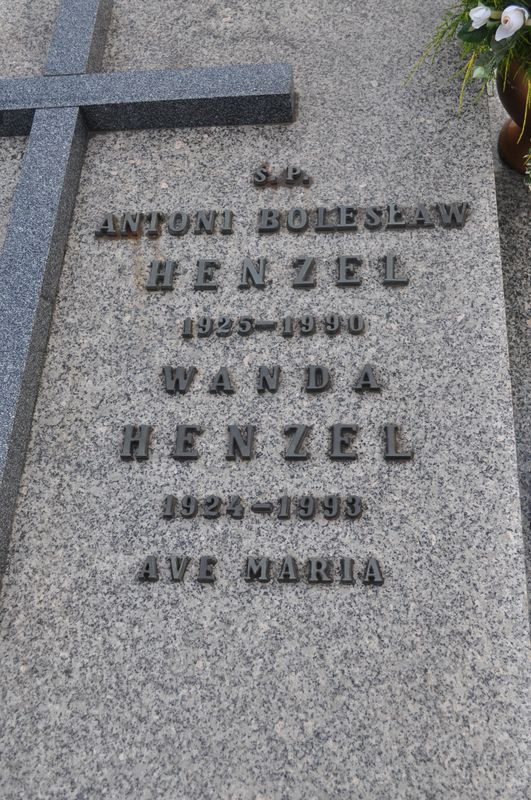 Ś.P.
ANTONI BOLESŁAW
HENZEL
1925-1990
WANDA
HENZEL
1924-1993
AVE MARIA